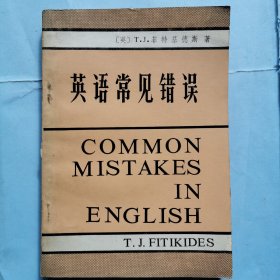 〔英〕T.J.菲特基德斯 著
英语常见错误
COMMON
MISTAKES
IN
ENGLISH
T. J. FITIKIDES